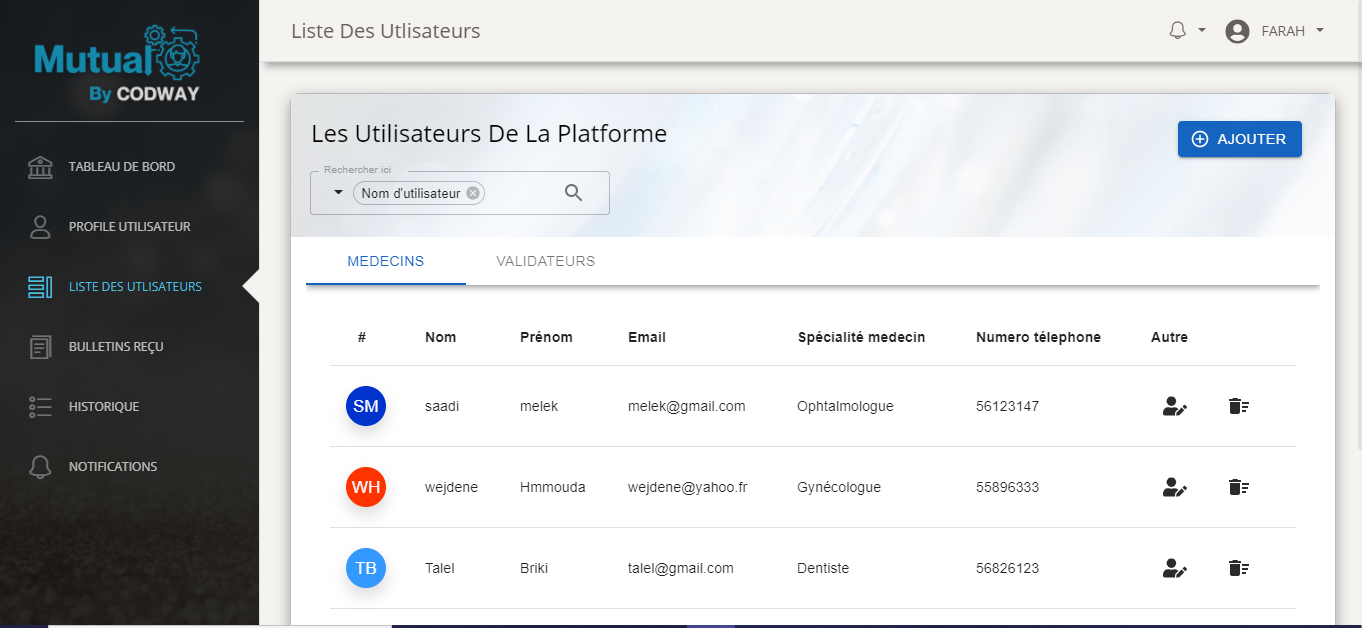 Mutual
By CODWAY
TABLEAU DE BORD
PROFILE UTILISATEUR
LISTE DES UTLISATEURS
BULLETINS REÇU
HISTORIQUE
NOTIFICATIONS
Liste Des Utlisateurs
FARAH
Les Utilisateurs De La Platforme
AJOUTER
Rechercher ici
Nom d'utilisateur
MEDECINS VALIDATEURS
# Nom Prénom Email Spécialité medecin Numero télephone Autre
SM saadi melek melek@gmail.com Ophtalmologue 56123147
WH wejdene Hmmouda wejdene@yahoo.fr Gynécologue 55896333
TB Talel Briki talel@gmail.com Dentiste 56826123